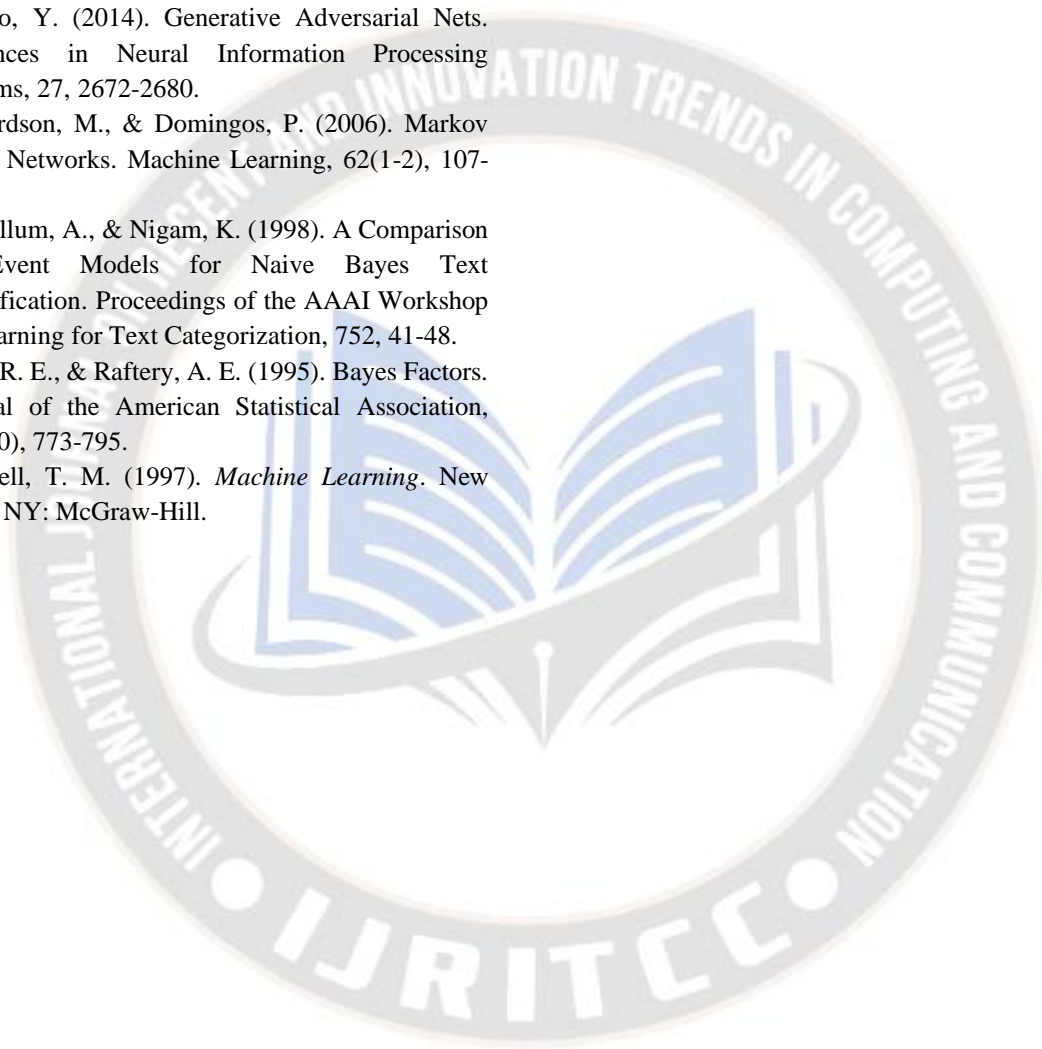 o, Y. (2014). Generative Adversarial Nets.
nces in Neural Information Processing
ms, 27, 2672-2680.
rdson, M., & Domingos, P. (2006). Markov
Networks. Machine Learning, 62(1-2), 107-
llum, A., & Nigam, K. (1998). A Comparison
Event Models for Naive Bayes Text
ification. Proceedings of the AAAI Workshop
arning for Text Categorization, 752, 41-48.
R. E., & Raftery, A. E. (1995). Bayes Factors.
al of the American Statistical Association,
0), 773-795.
ell, T. M. (1997). Machine Learning. New
NY: McGraw-Hill.
INTERNATIONAL JOURNAL ON RECENT AND INNOVATION TRENDS IN COMPUTING AND COMMUNICATION
IJRITCC